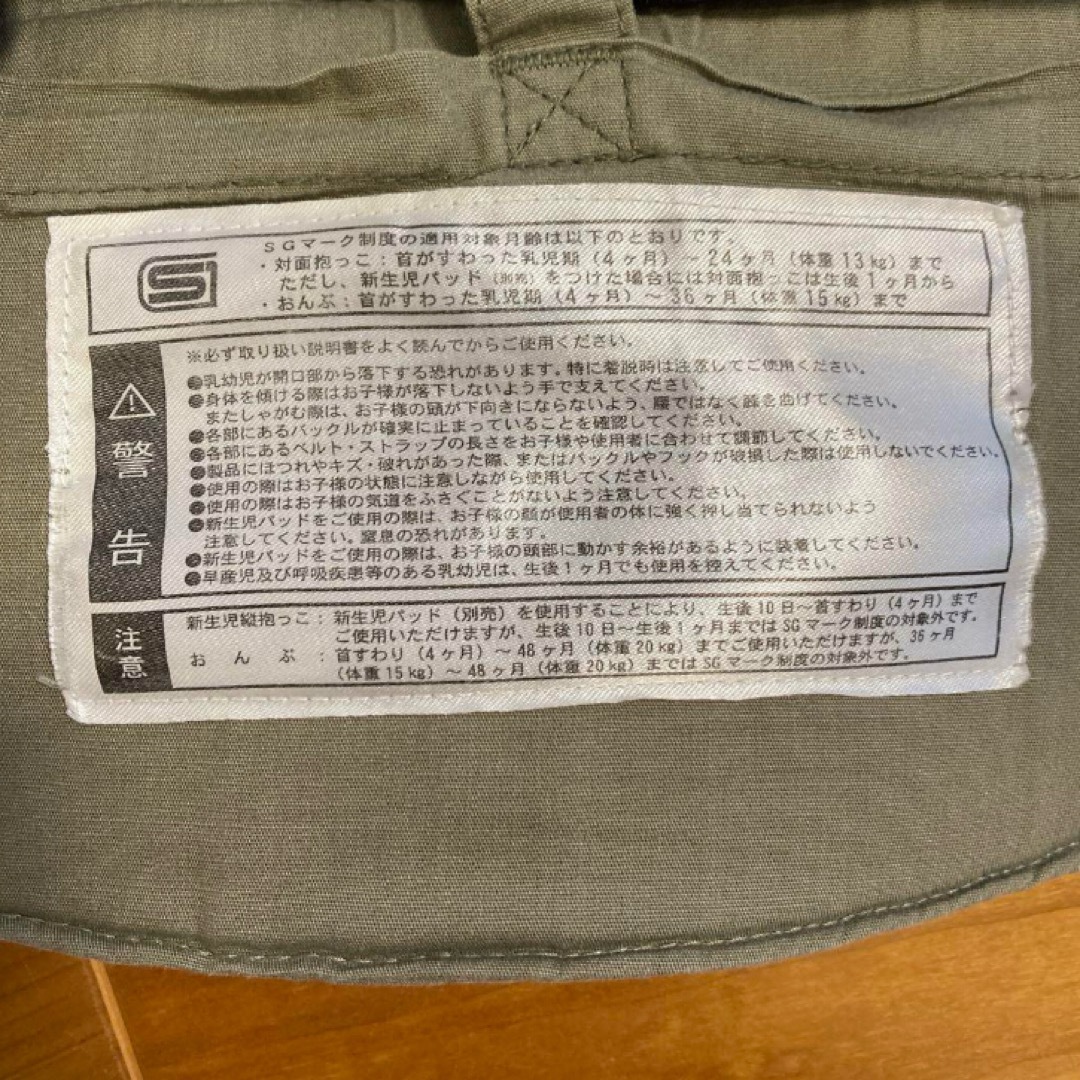 SGマーク制度の適用対象月齢は以下のとおりです。
・対面抱っこ：首がすわった乳児期（4ヶ月）～24ヶ月（体重13kg）まで
ただし、新生児パッド（別売）をつけた場合には対面抱っこは生後1ヶ月から
・おんぶ：首がすわった乳児期（4ヶ月）～36ヶ月（体重15kg）まで
警告
※必ず取り扱い説明書をよく読んでからご使用ください。
●乳幼児が開口部から落下する恐れがあります。特に着脱時は注意してください。
●身体を傾ける際はお子様が落下しないよう手で支えてください。
またしゃがむ際は、お子様の頭が下向きにならないよう、腰ではなく膝を曲げてください。
●各部にあるバックルが確実に止まっていることを確認してください。
●各部にあるベルト・ストラップの長さをお子様や使用者に合わせて調節してください。
●製品にほつれやキズ・破れがあった際、またはバックルやフックが破損した際は使用しないでください。
●使用の際はお子様の状態に注意しながら使用してください。
●使用の際はお子様の気道をふさぐことがないよう注意してください。
●新生児パッドをご使用の際は、お子様の顔が使用者の体に強く押し当てられないよう
注意してください。窒息の恐れがあります。
●新生児パッドをご使用の際は、お子様の頭部に動かす余裕があるように装着してください。
●早産児及び呼吸疾患等のある乳幼児は、生後1ヶ月でも使用を控えてください。
注意
新生児縦抱っこ：新生児パッド（別売）を使用することにより、生後10日～首すわり（4ヶ月）まで
ご使用いただけますが、生後10日～生後1ヶ月まではSGマーク制度の対象外です。
おんぶ：首すわり（4ヶ月）～48ヶ月（体重20kg）までご使用いただけますが、36ヶ月
（体重15kg）～48ヶ月（体重20kg）まではSGマーク制度の対象外です。